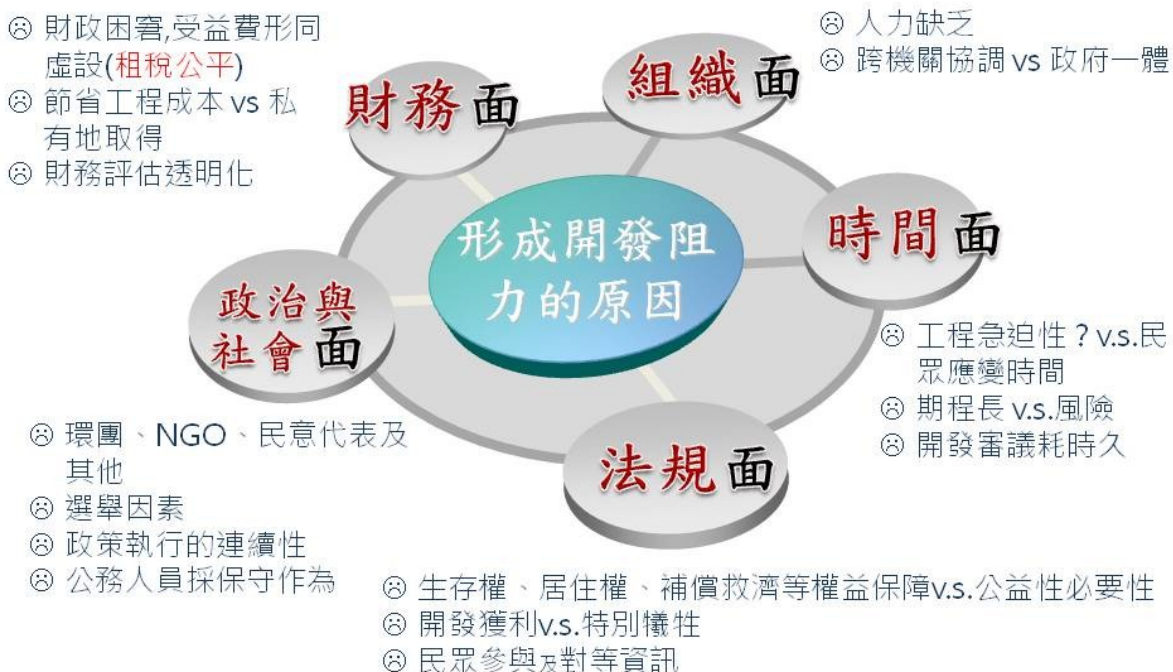 ☹ 財政困窘,受益費形同
虛設(租稅公平)
☹ 節省工程成本 vs 私
有地取得
☹ 財務評估透明化
財務面
組織面
☹ 人力缺乏
☹ 跨機關協調 vs 政府一體
形成開發阻
力的原因
時間面
☹ 工程急迫性？v.s.民
眾應變時間
☹ 期程長 v.s.風險
☹ 開發審議耗時久
政治與
社會面
☹ 環團、NGO、民意代表及
其他
☹ 選舉因素
☹ 政策執行的連續性
☹ 公務人員採保守作為
法規面
☹ 生存權、居住權、補償救濟等權益保障v.s.公益性必要性
☹ 開發獲利v.s.特別犧牲
☹ 民眾參與及對等資訊